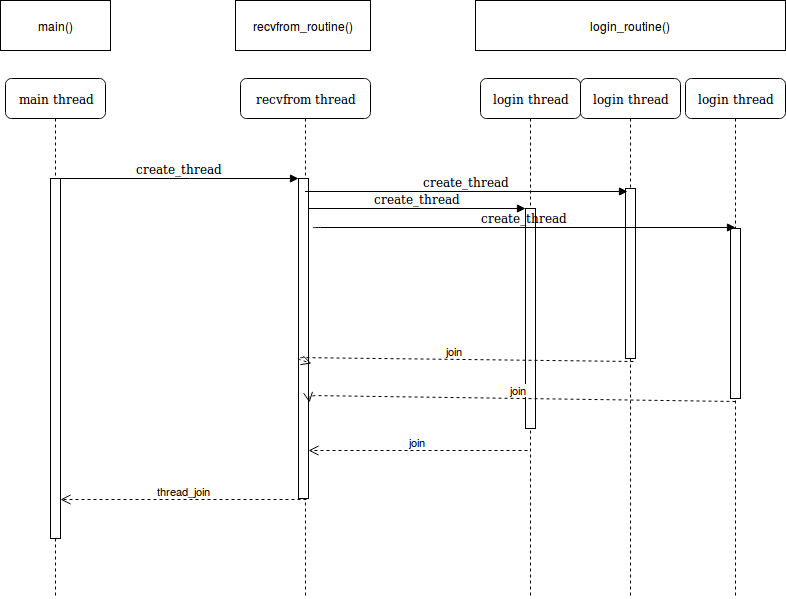 main()
recvfrom_routine()
login_routine()
main thread
recvfrom thread
login thread
login thread
login thread
create_thread
create_thread
create_thread
create_thread
join
join
join
thread_join